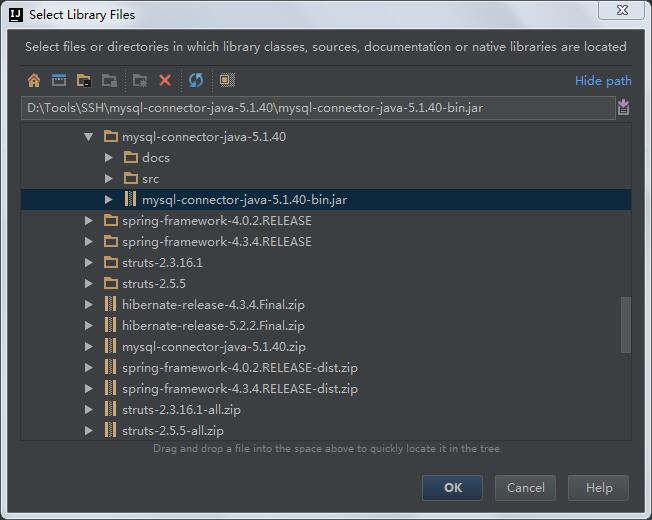 IJ Select Library Files
Select files or directories in which library classes, sources, documentation or native libraries are located
Hide path
D:\Tools\SSH\mysql-connector-java-5.1.40\mysql-connector-java-5.1.40-bin.jar
mysql-connector-java-5.1.40
docs
src
mysql-connector-java-5.1.40-bin.jar
spring-framework-4.0.2.RELEASE
spring-framework-4.3.4.RELEASE
struts-2.3.16.1
struts-2.5.5
hibernate-release-4.3.4.Final.zip
hibernate-release-5.2.2.Final.zip
mysql-connector-java-5.1.40.zip
spring-framework-4.0.2.RELEASE-dist.zip
spring-framework-4.3.4.RELEASE-dist.zip
struts-2.3.16.1-all.zip
struts-2.5.5-all.zip
Drag and drop a file into the space above to quickly locate it in the tree
OK Cancel Help